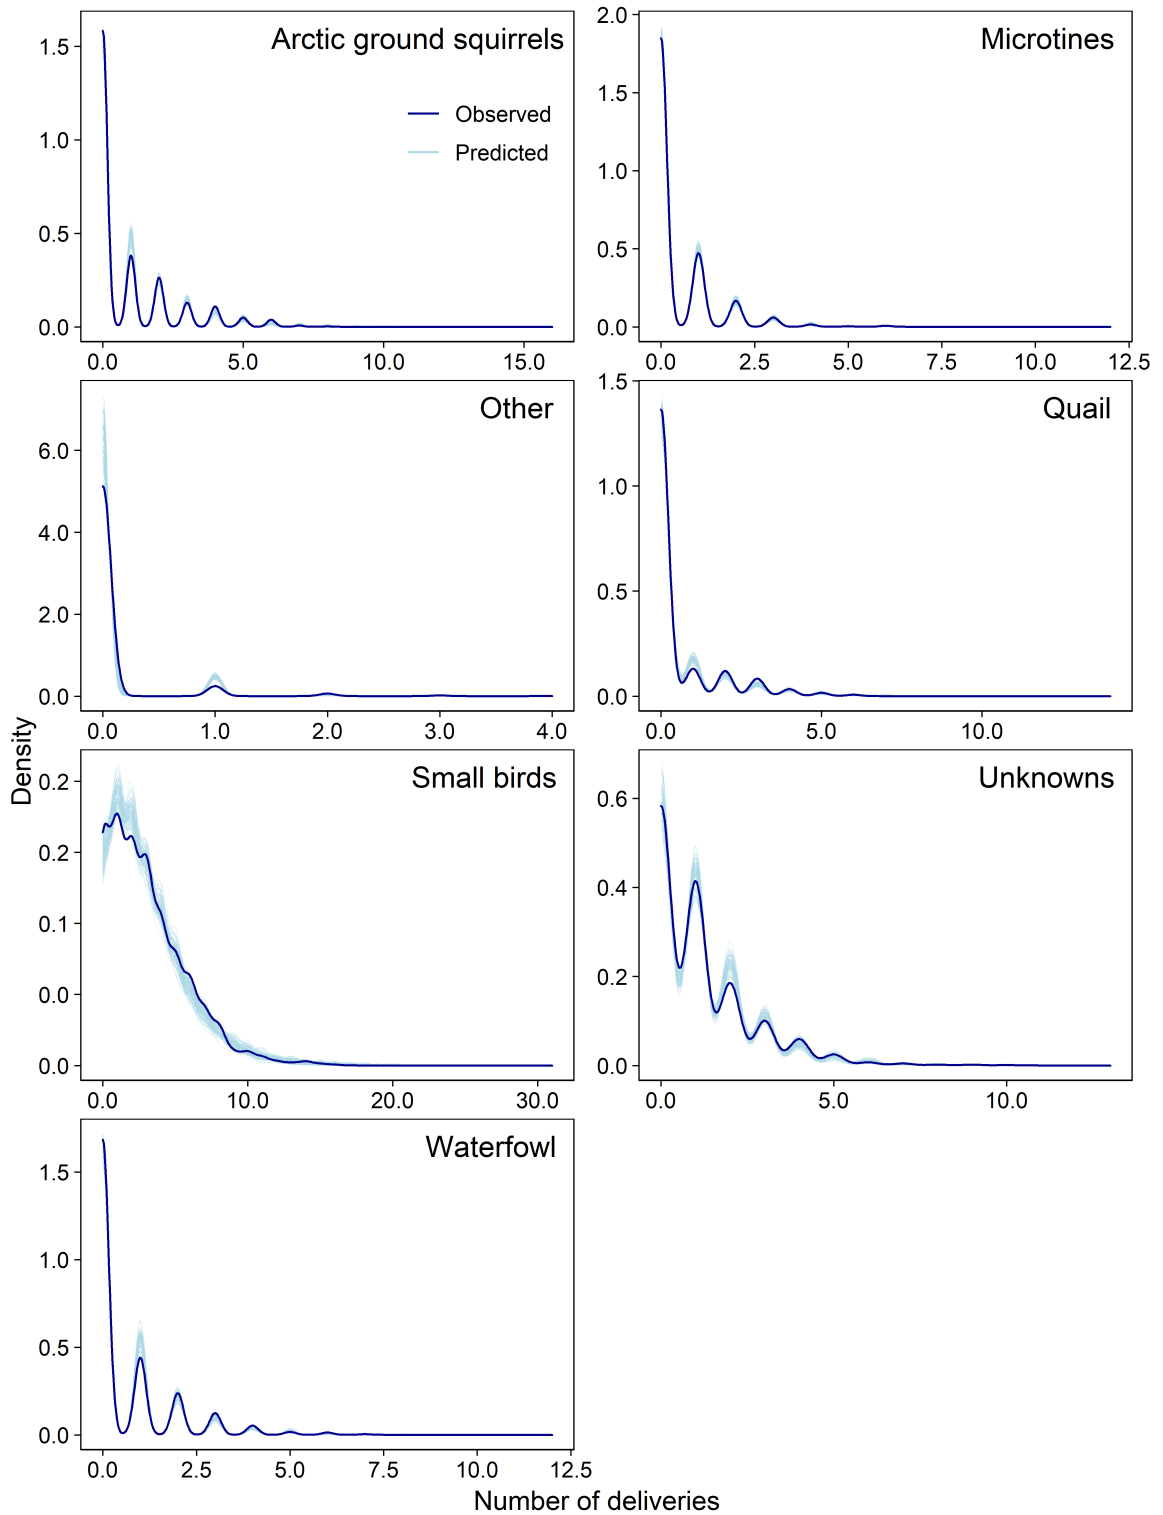 Arctic ground squirrels
Observed
Predicted
1.5
1.0
0.5
0.0
0.0 5.0 10.0 15.0
Microtines
2.0
1.5
1.0
0.5
0.0
0.0 2.5 5.0 7.5 10.0 12.5
Other
6.0
4.0
2.0
0.0
0.0 1.0 2.0 3.0 4.0
Quail
1.5
1.0
0.5
0.0
0.0 5.0 10.0
Density
Small birds
0.2
0.2
0.1
0.0
0.0
0.0 10.0 20.0 30.0
Unknowns
0.6
0.4
0.2
0.0
0.0 5.0 10.0
Waterfowl
1.5
1.0
0.5
0.0
0.0 2.5 5.0 7.5 10.0 12.5
Number of deliveries